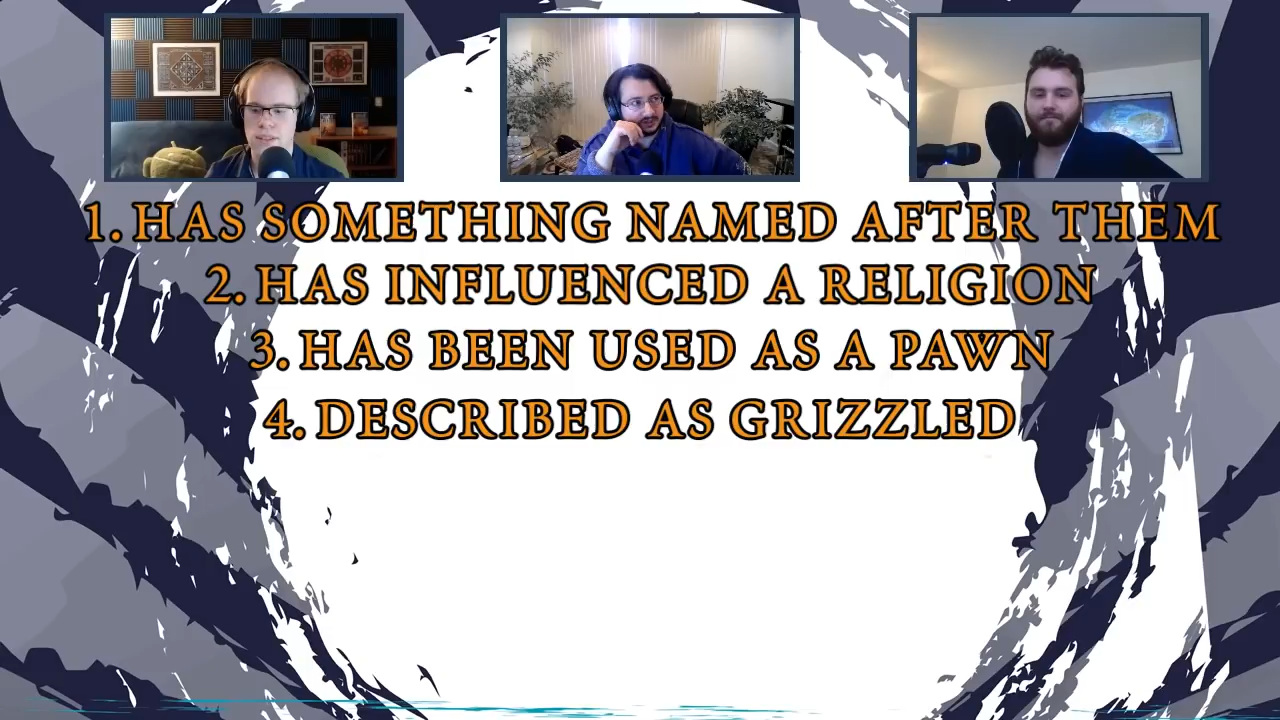 1. HAS SOMETHING NAMED AFTER THEM
2. HAS INFLUENCED A RELIGION
3. HAS BEEN USED AS A PAWN
4. DESCRIBED AS GRIZZLED